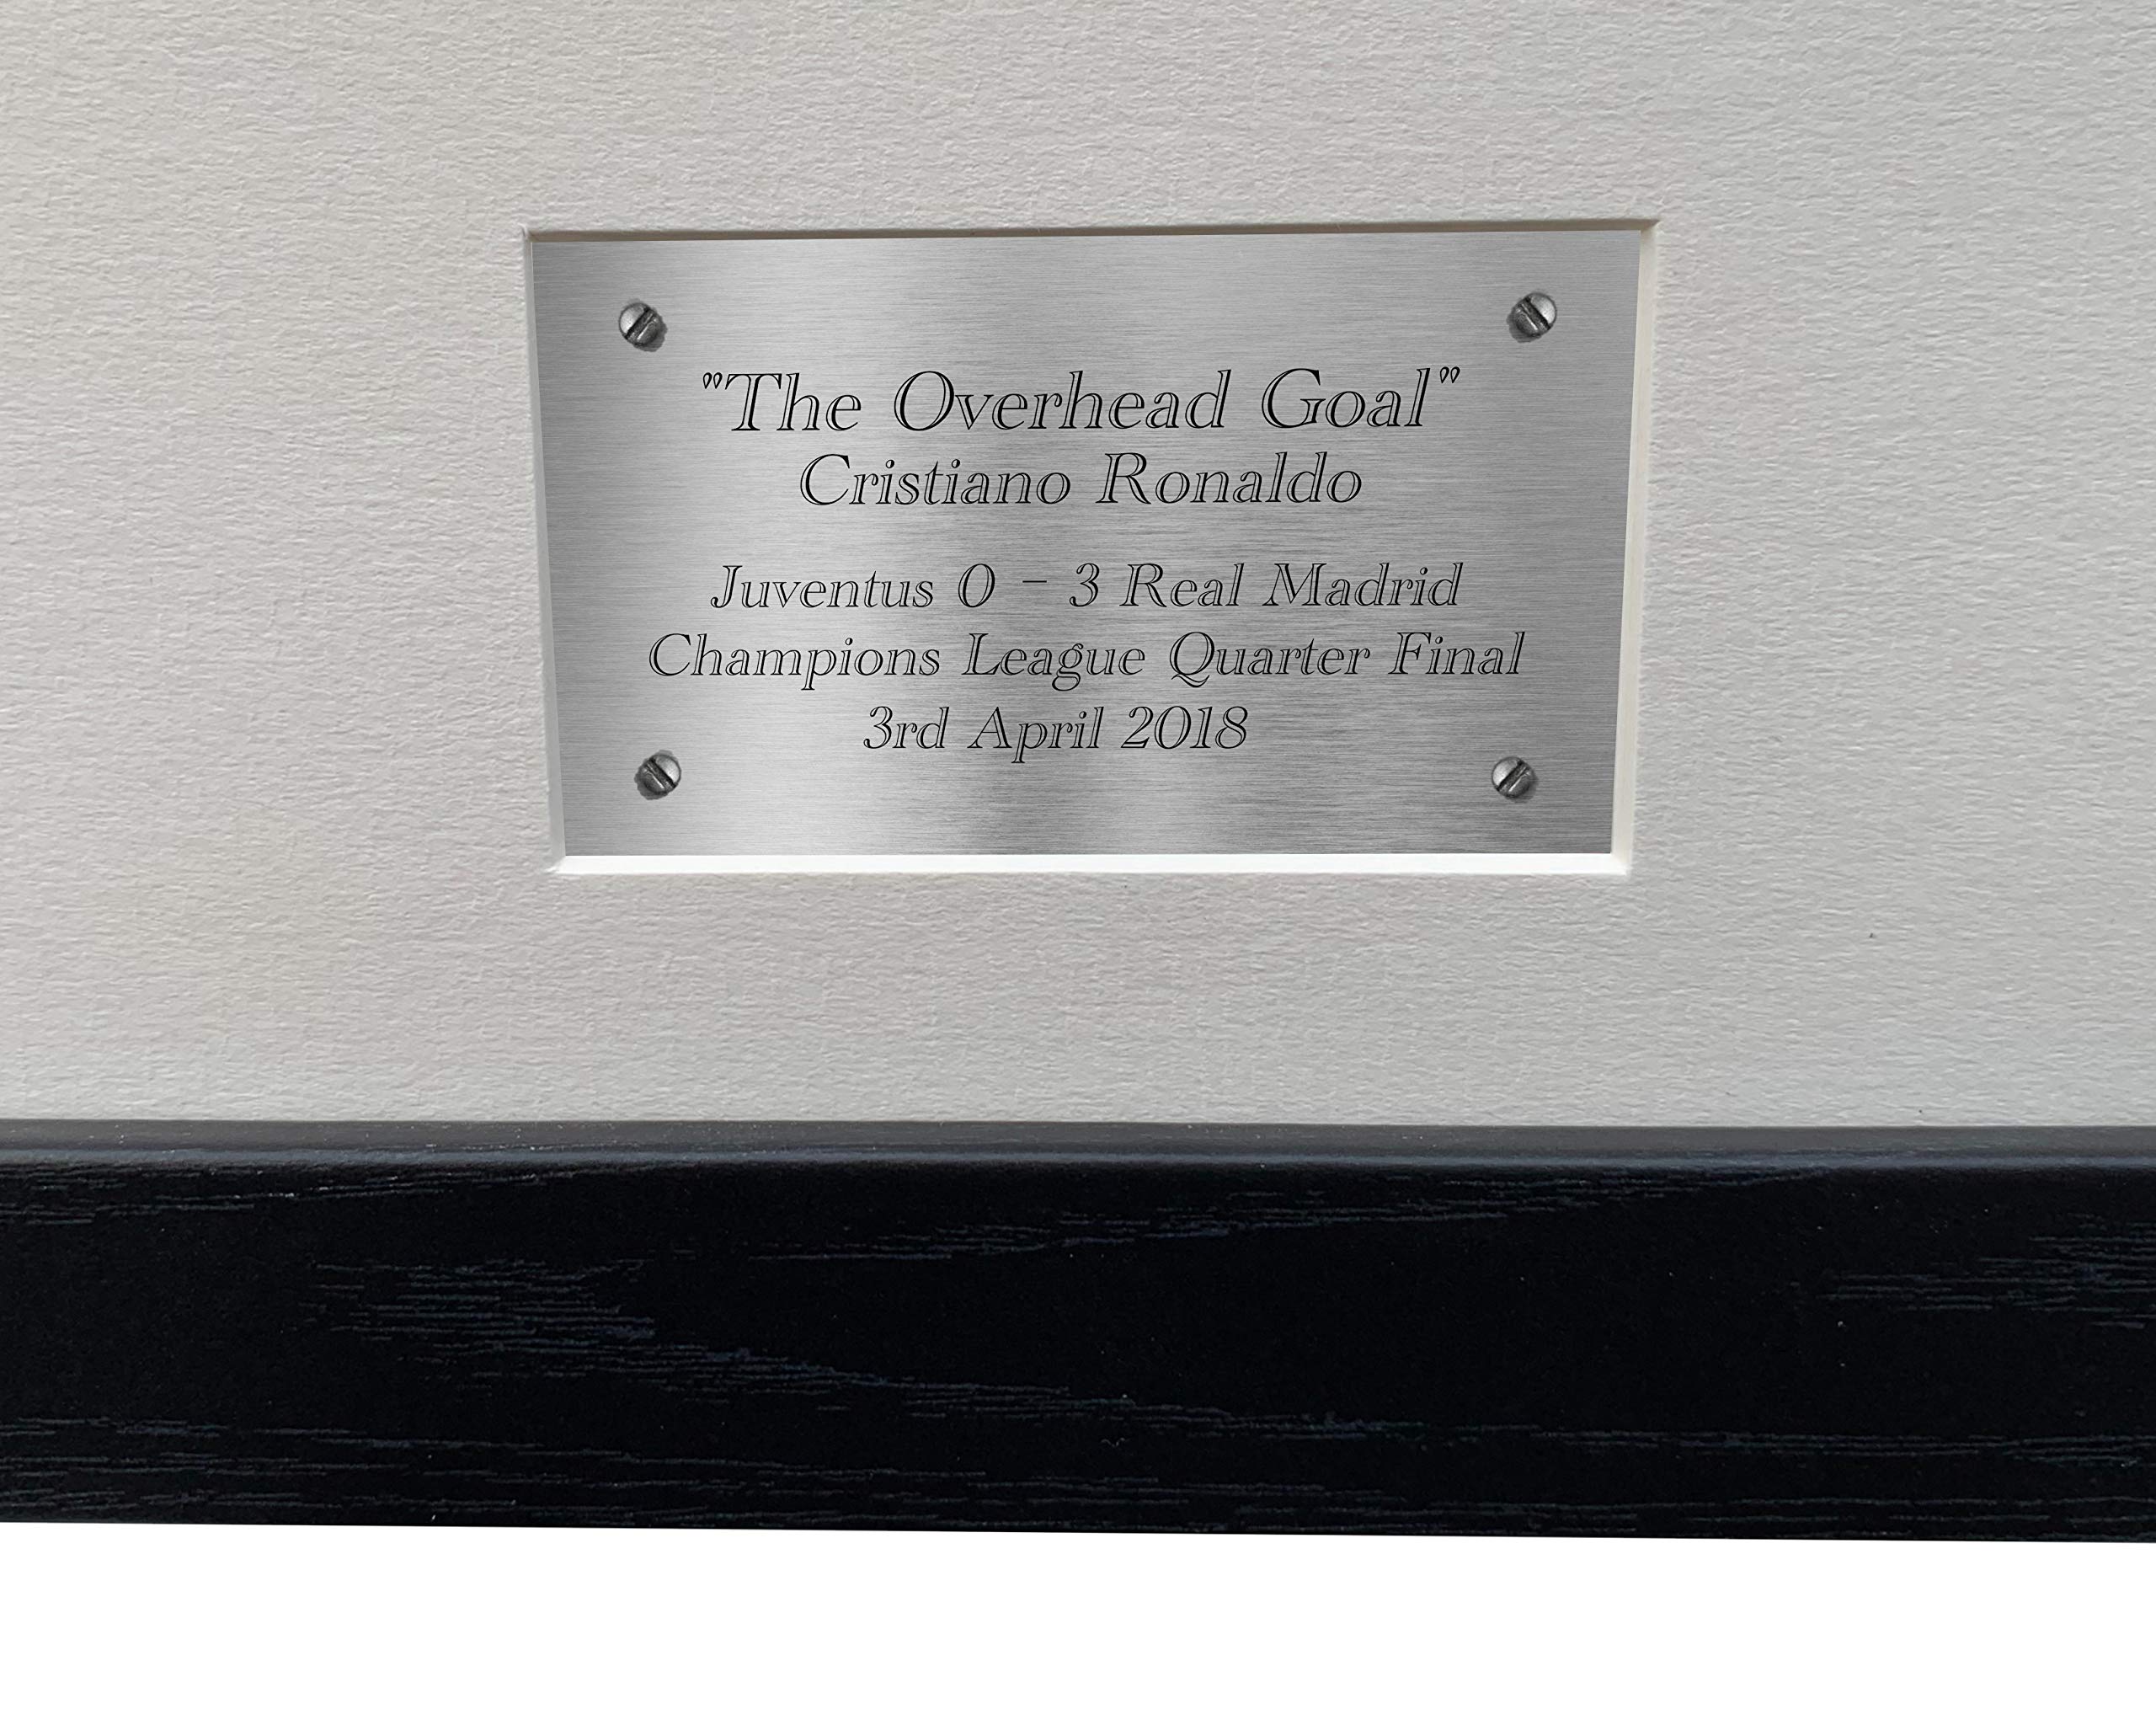 "The Overhead Goal"
Cristiano Ronaldo
Juventus 0 - 3 Real Madrid
Champions League Quarter Final
3rd April 2018